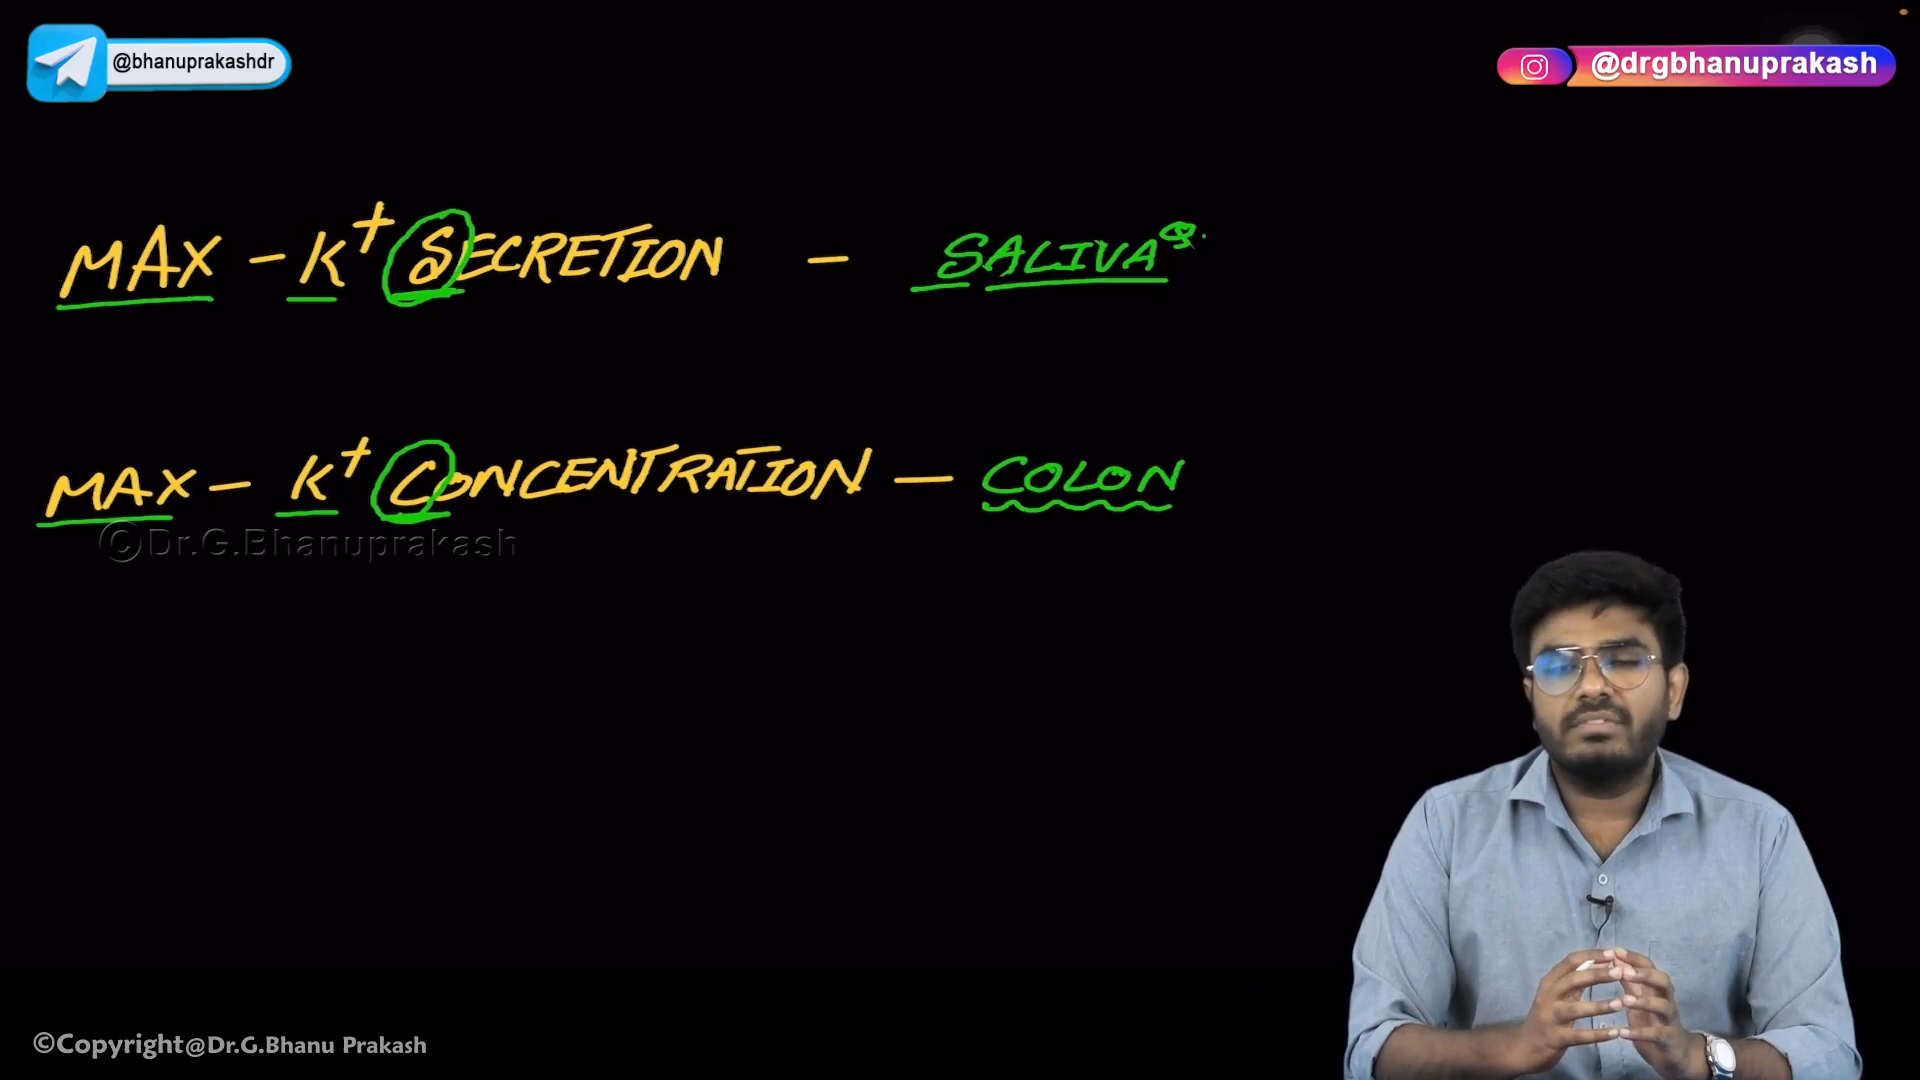 @bhanuprakashdr
@drgbhanuprakash
MAX - K+ SECRETION - SALIVA
MAX - K+ CONCENTRATION - COLON
©Dr.G.Bhanuprakash
©Copyright@Dr.G.Bhanu Prakash